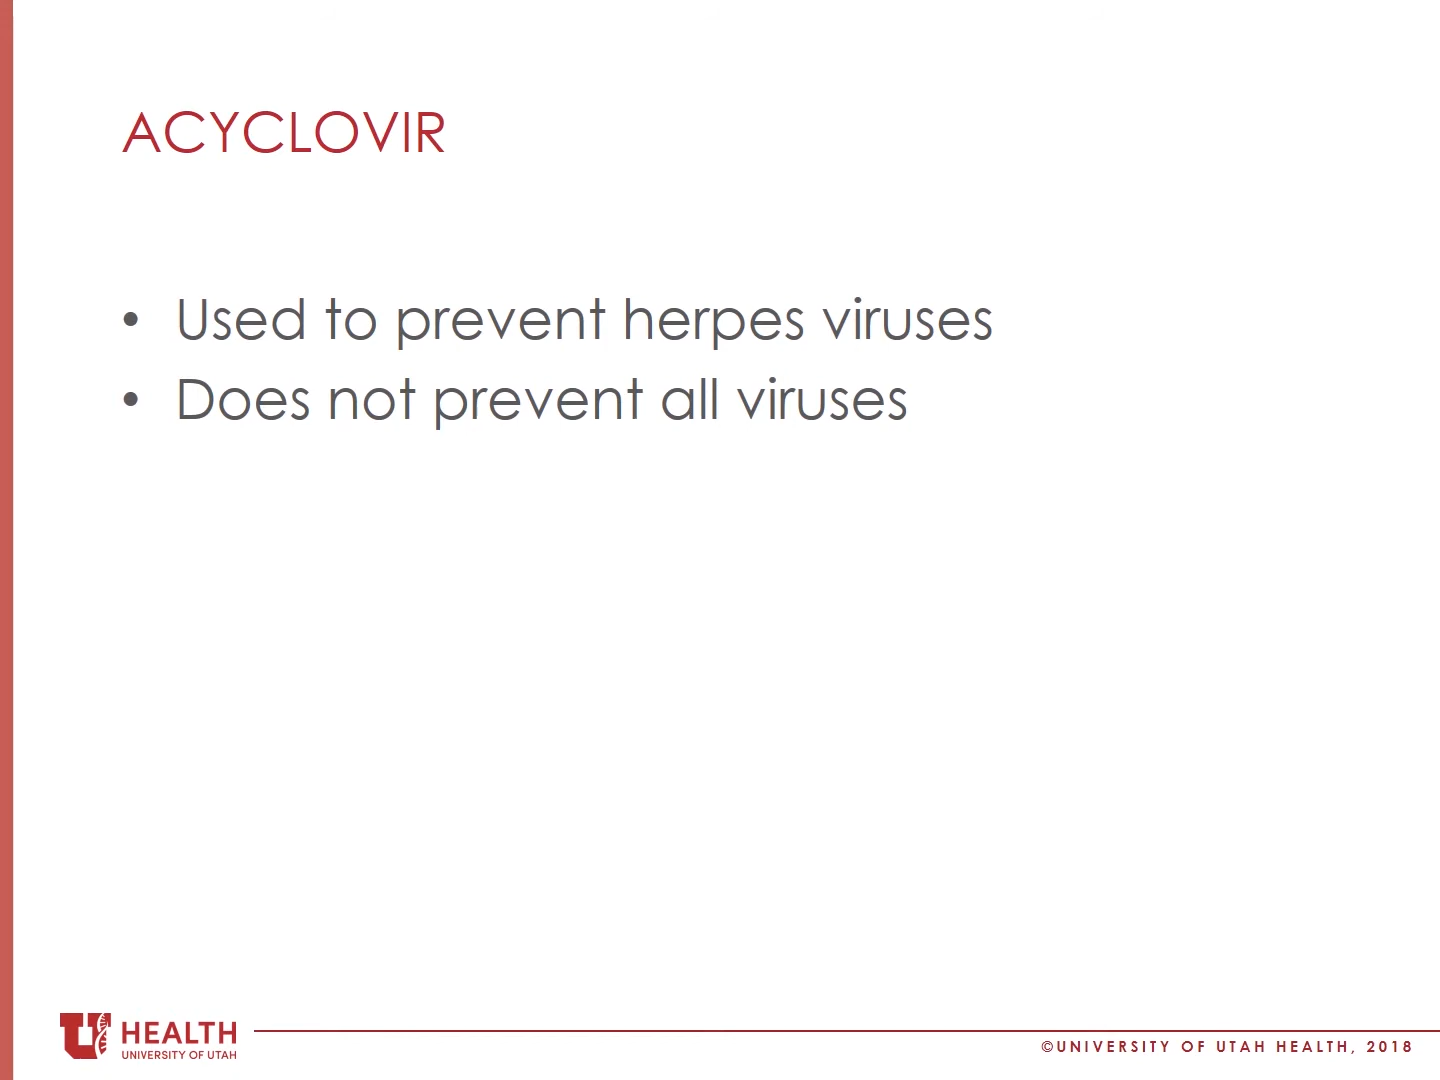 ACYCLOVIR
• Used to prevent herpes viruses
• Does not prevent all viruses
U HEALTH
UNIVERSITY OF UTAH
©UNIVERSITY OF UTAH HEALTH, 2018